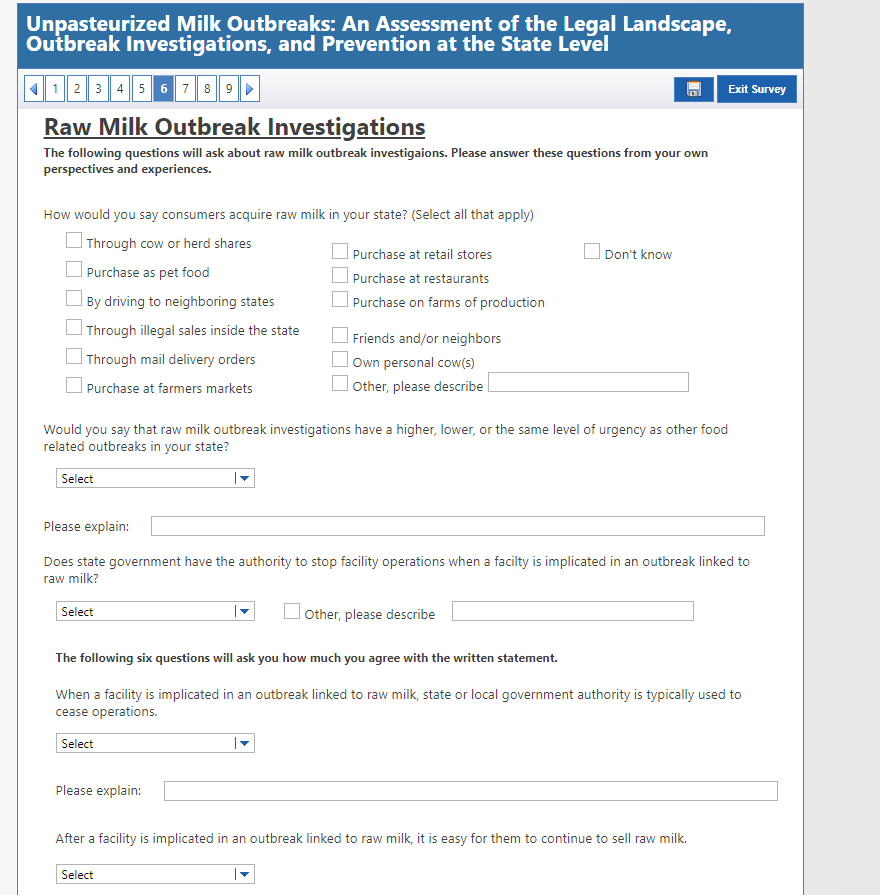 Unpasteurized Milk Outbreaks: An Assessment of the Legal Landscape,
Outbreak Investigations, and Prevention at the State Level
1 2 3 4 5 6 7 8 9
Exit Survey
Raw Milk Outbreak Investigations
The following questions will ask about raw milk outbreak investigaions. Please answer these questions from your own
perspectives and experiences.
How would you say consumers acquire raw milk in your state? (Select all that apply)
Through cow or herd shares
Purchase as pet food
By driving to neighboring states
Through illegal sales inside the state
Through mail delivery orders
Purchase at farmers markets
Purchase at retail stores
Purchase at restaurants
Purchase on farms of production
Friends and/or neighbors
Own personal cow(s)
Other, please describe
Don't know
Would you say that raw milk outbreak investigations have a higher, lower, or the same level of urgency as other food
related outbreaks in your state?
Select
Please explain:
Does state government have the authority to stop facility operations when a facilty is implicated in an outbreak linked to
raw milk?
Select
Other, please describe
The following six questions will ask you how much you agree with the written statement.
When a facility is implicated in an outbreak linked to raw milk, state or local government authority is typically used to
cease operations.
Select
Please explain:
After a facility is implicated in an outbreak linked to raw milk, it is easy for them to continue to sell raw milk.
Select